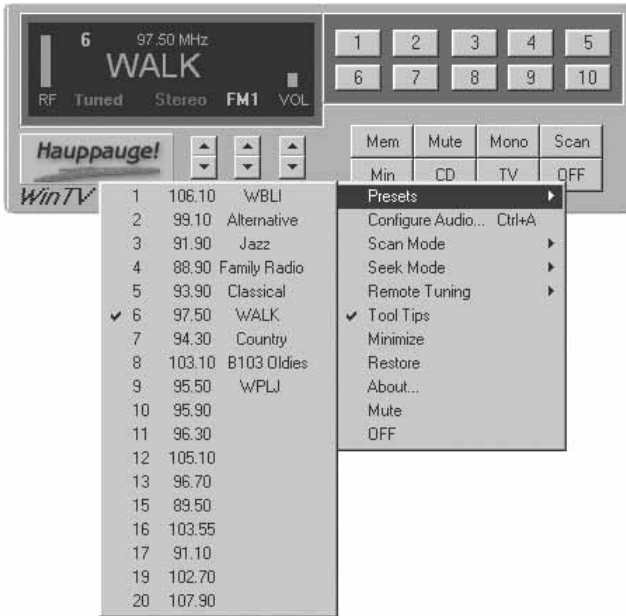 6 97.50 MHz
WALK
RF Tuned Stereo FM1 VOL
1 2 3 4 5
6 7 8 9 10
Hauppauge!
WinTV
Mem Mute Mono Scan
Min CD TV OFF
1 106.10 WBLI
2 99.10 Alternative
3 91.90 Jazz
4 88.90 Family Radio
5 93.90 Classical
✔ 6 97.50 WALK
7 94.30 Country
8 103.10 B103 Oldies
9 95.50 WPLJ
10 95.90
11 96.30
12 105.10
13 96.70
15 89.50
16 103.55
17 91.10
19 102.70
20 107.90
Presets
Configure Audio... Ctrl+A
Scan Mode
Seek Mode
Remote Tuning
✔ Tool Tips
Minimize
Restore
About...
Mute
OFF